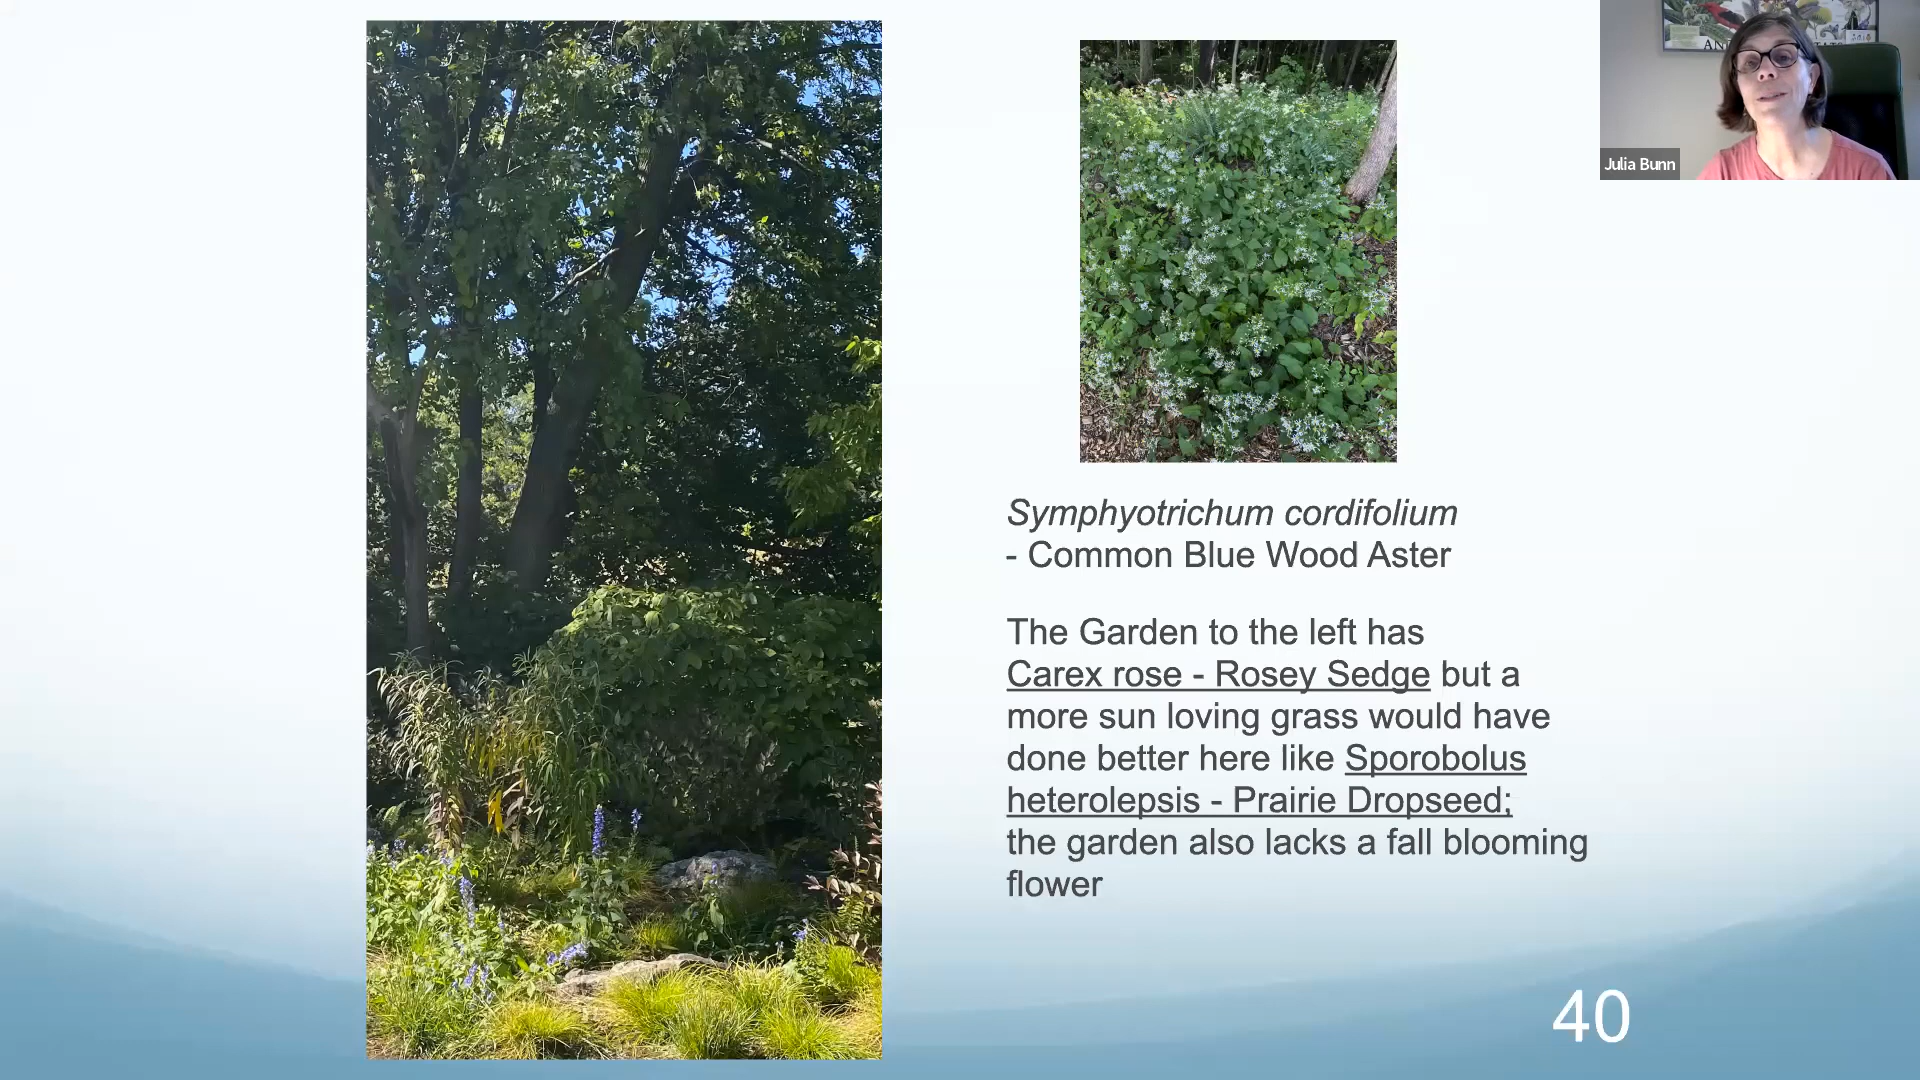 Symphyotrichum cordifolium
- Common Blue Wood Aster
The Garden to the left has
Carex rose - Rosey Sedge but a
more sun loving grass would have
done better here like Sporobolus
heterolepsis - Prairie Dropseed;
the garden also lacks a fall blooming
flower
40
Julia Bunn